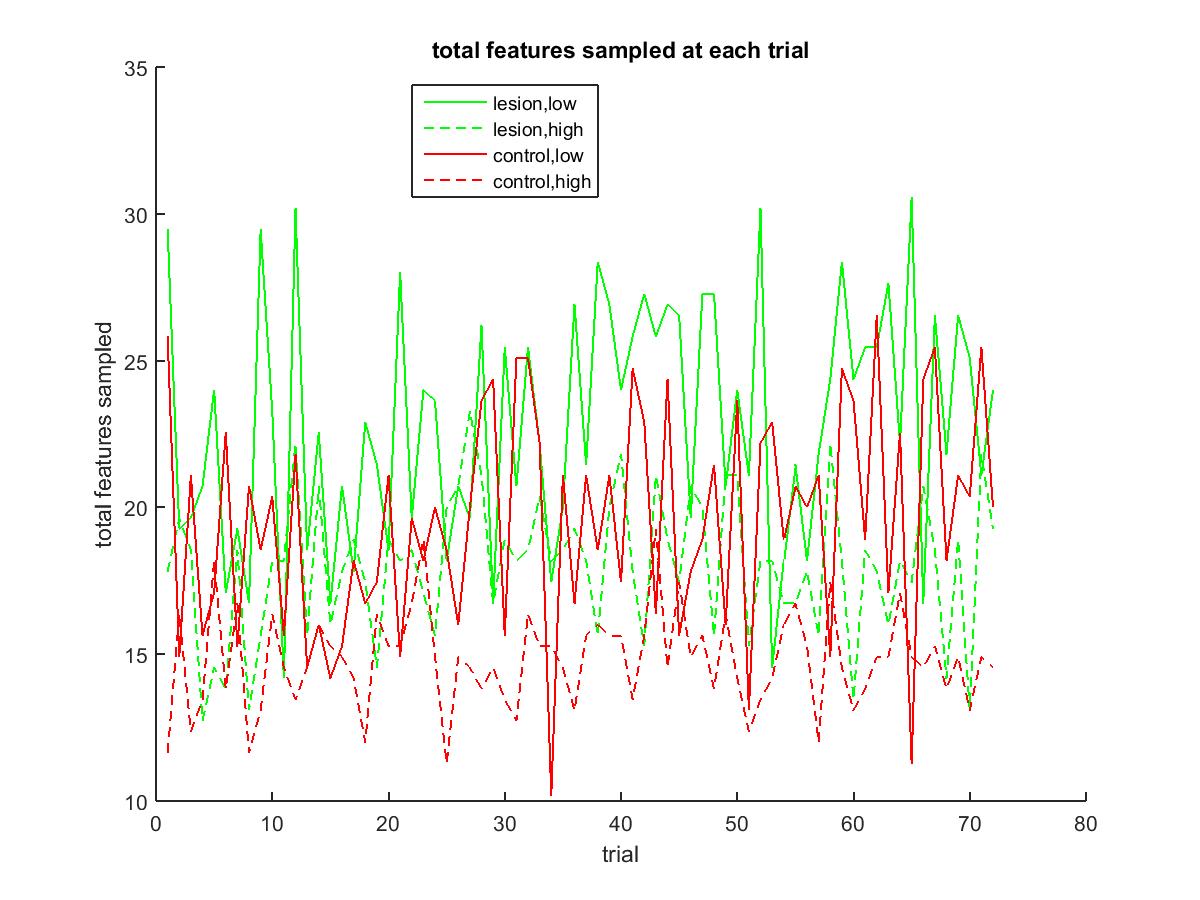 total features sampled at each trial
35
lesion,low
lesion,high
control,low
control,high
30
25
20
15
10
total features sampled
0 10 20 30 40 50 60 70 80
trial